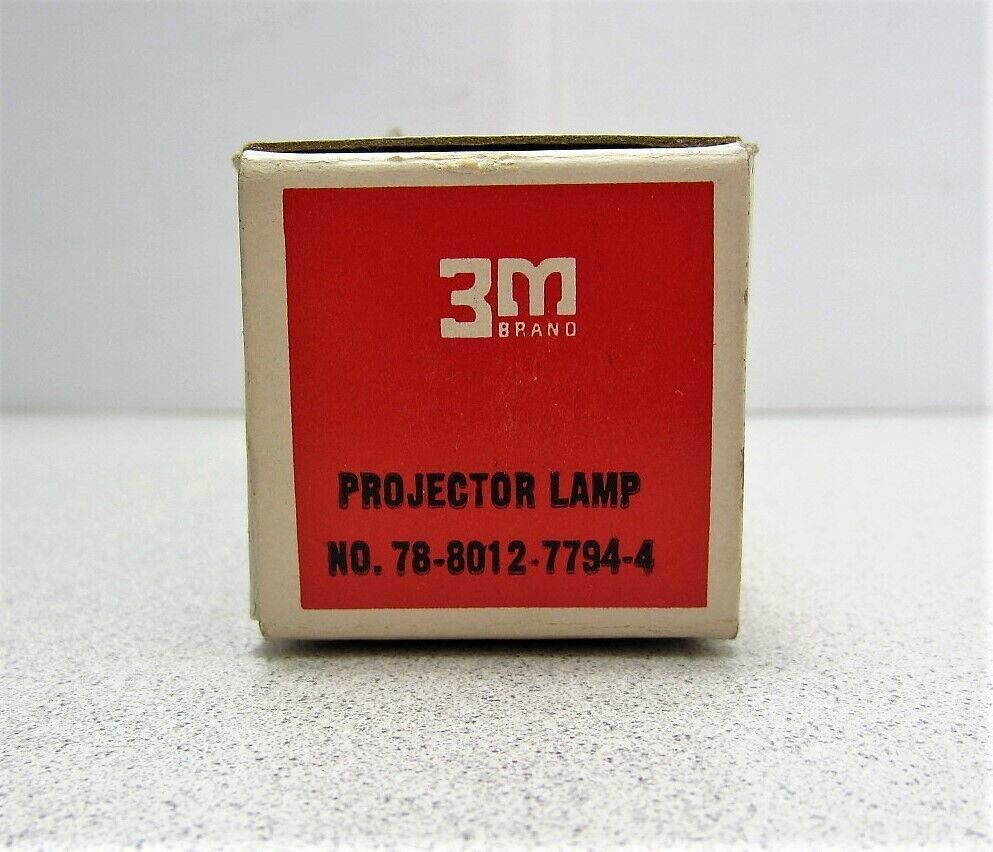 3M
BRAND
PROJECTOR LAMP
NO. 78-8012-7794-4